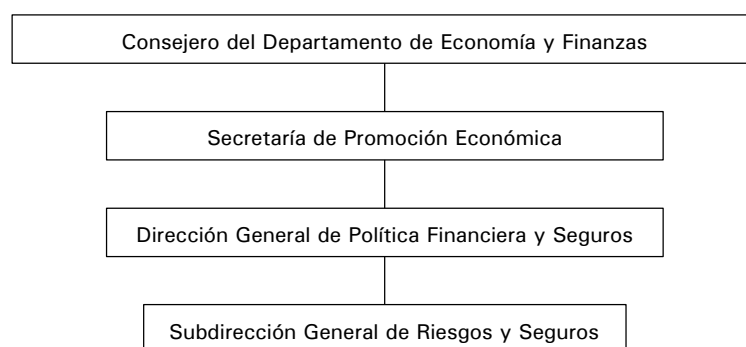 Consejero del Departamento de Economía y Finanzas
Secretaría de Promoción Económica
Dirección General de Política Financiera y Seguros
Subdirección General de Riesgos y Seguros